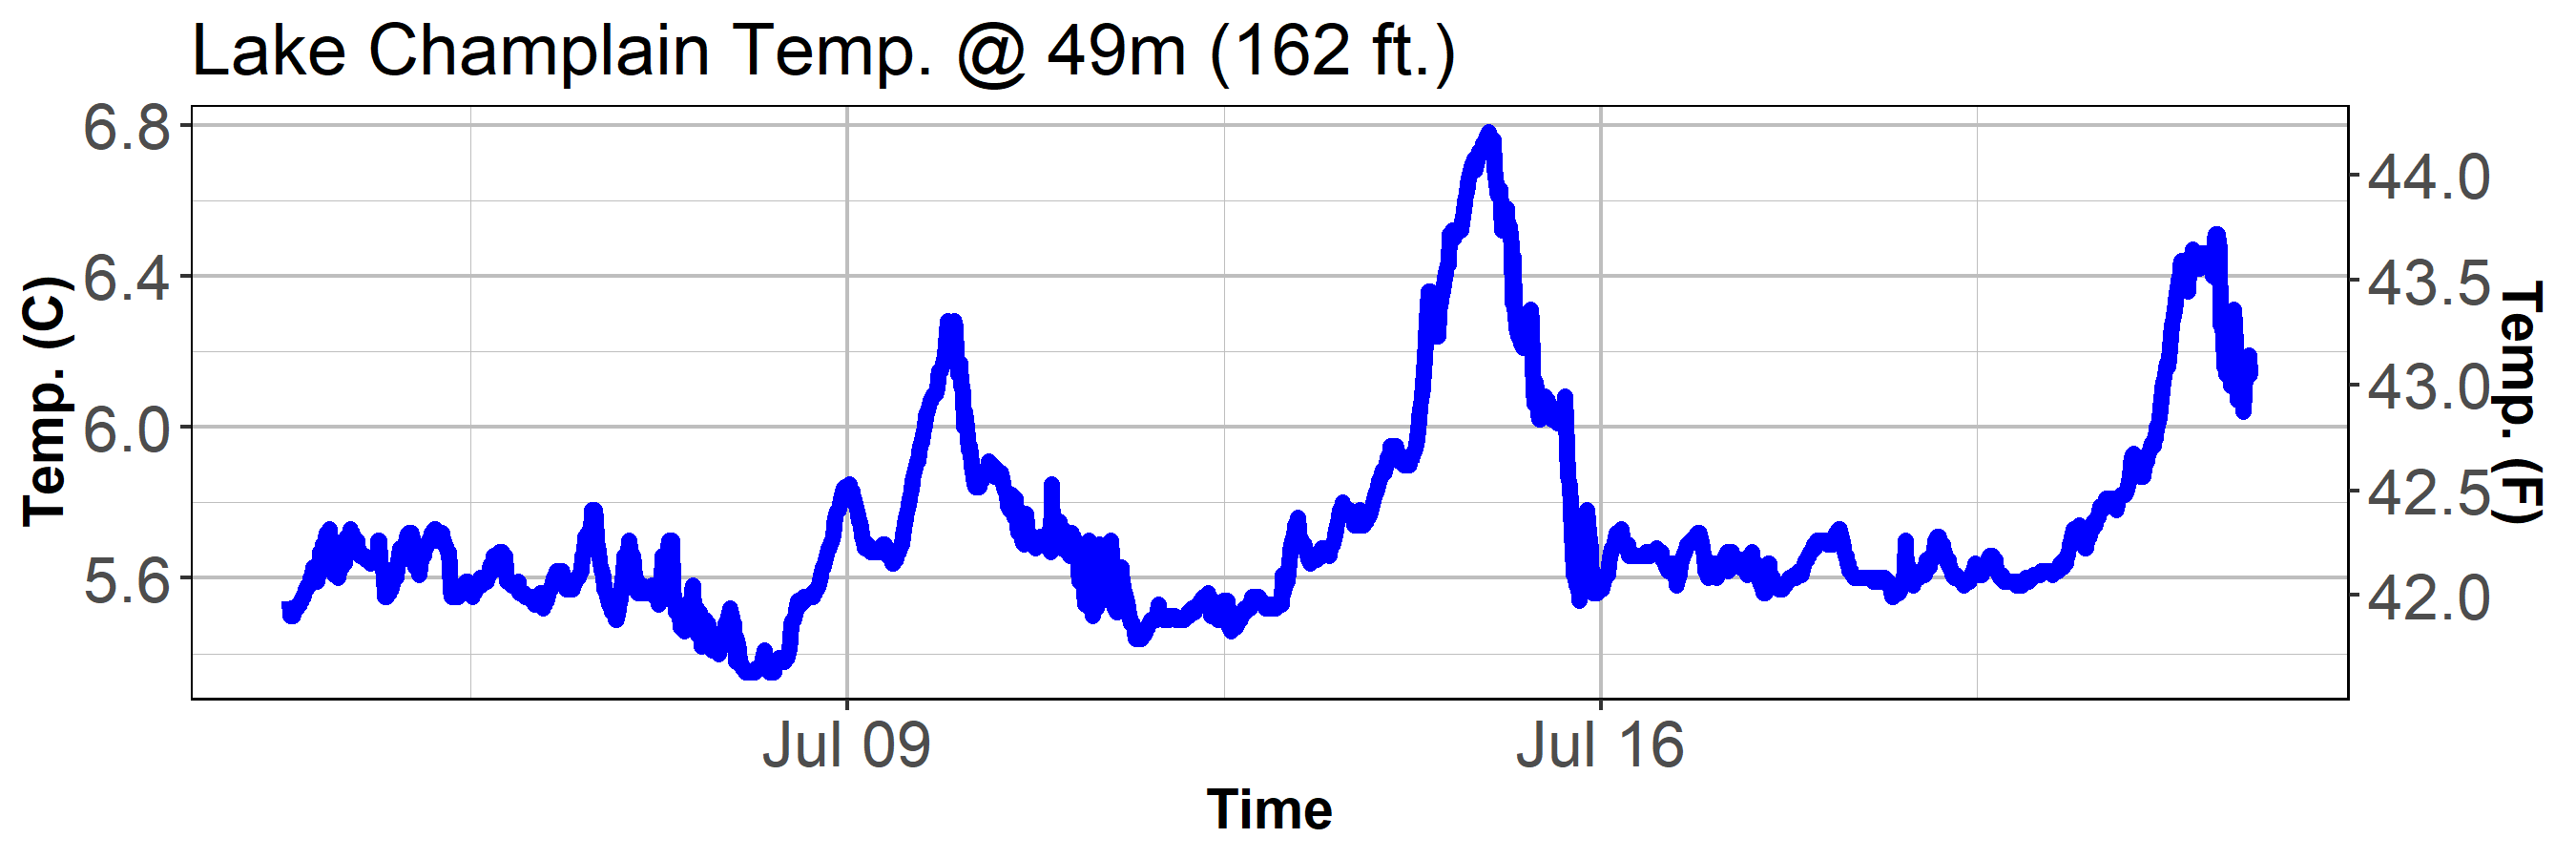 Lake Champlain Temp. @ 49m (162 ft.)
6.8
6.4
6.0
5.6
Temp. (C)
44.0
43.5
43.0
42.5
42.0
Temp. (F)
Jul 09
Jul 16
Time